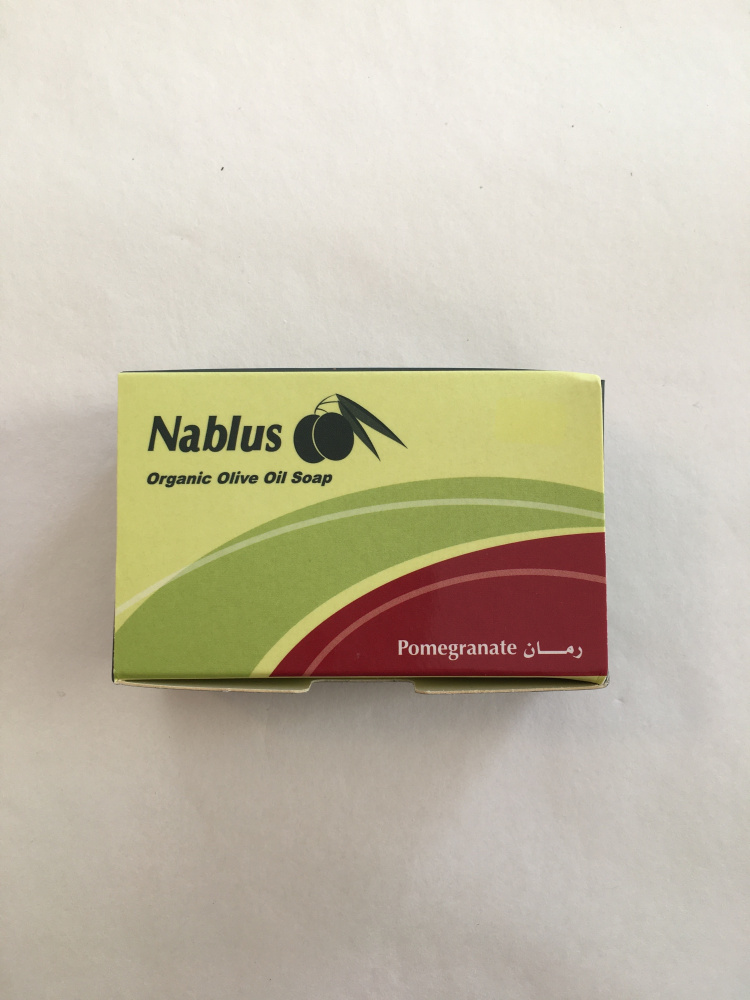 Nablus
Organic Olive Oil Soap
Pomegranate رمـــان